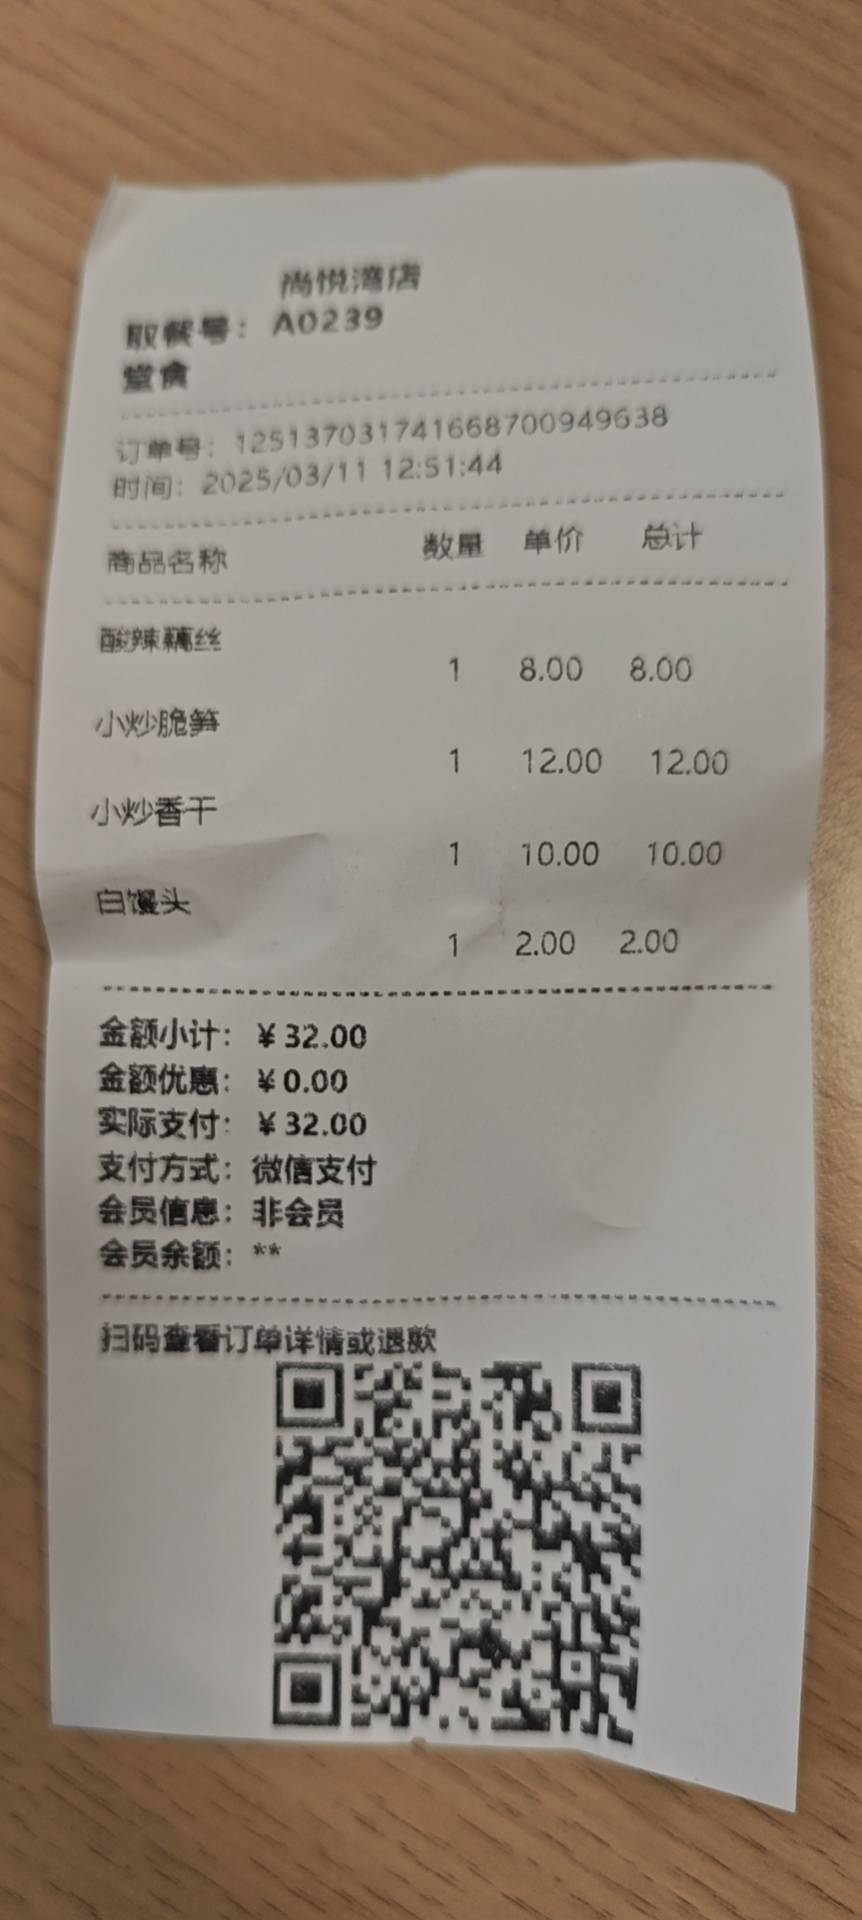 尚悦湾店
取餐号：A0239
堂食
订单号：125137031741668700949638
时间：2025/03/11 12:51:44
商品名称 数量 单价 总计
酸辣藕丝
1 8.00 8.00
小炒脆笋
1 12.00 12.00
小炒香干
1 10.00 10.00
白馒头
1 2.00 2.00
金额小计：￥32.00
金额优惠：￥0.00
实际支付：￥32.00
支付方式：微信支付
会员信息：非会员
会员余额：**
扫码查看订单详情或退款